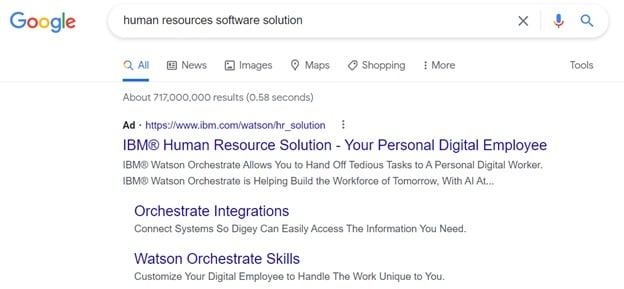 Google
human resources software solution
All News Images Maps Shopping More Tools
About 717,000,000 results (0.58 seconds)
Ad · https://www.ibm.com/watson/hr_solution
IBM® Human Resource Solution - Your Personal Digital Employee
IBM® Watson Orchestrate Allows You to Hand Off Tedious Tasks to A Personal Digital Worker.
IBM® Watson Orchestrate is Helping Build the Workforce of Tomorrow, With AI At...
Orchestrate Integrations
Connect Systems So Digey Can Easily Access The Information You Need.
Watson Orchestrate Skills
Customize Your Digital Employee to Handle The Work Unique to You.